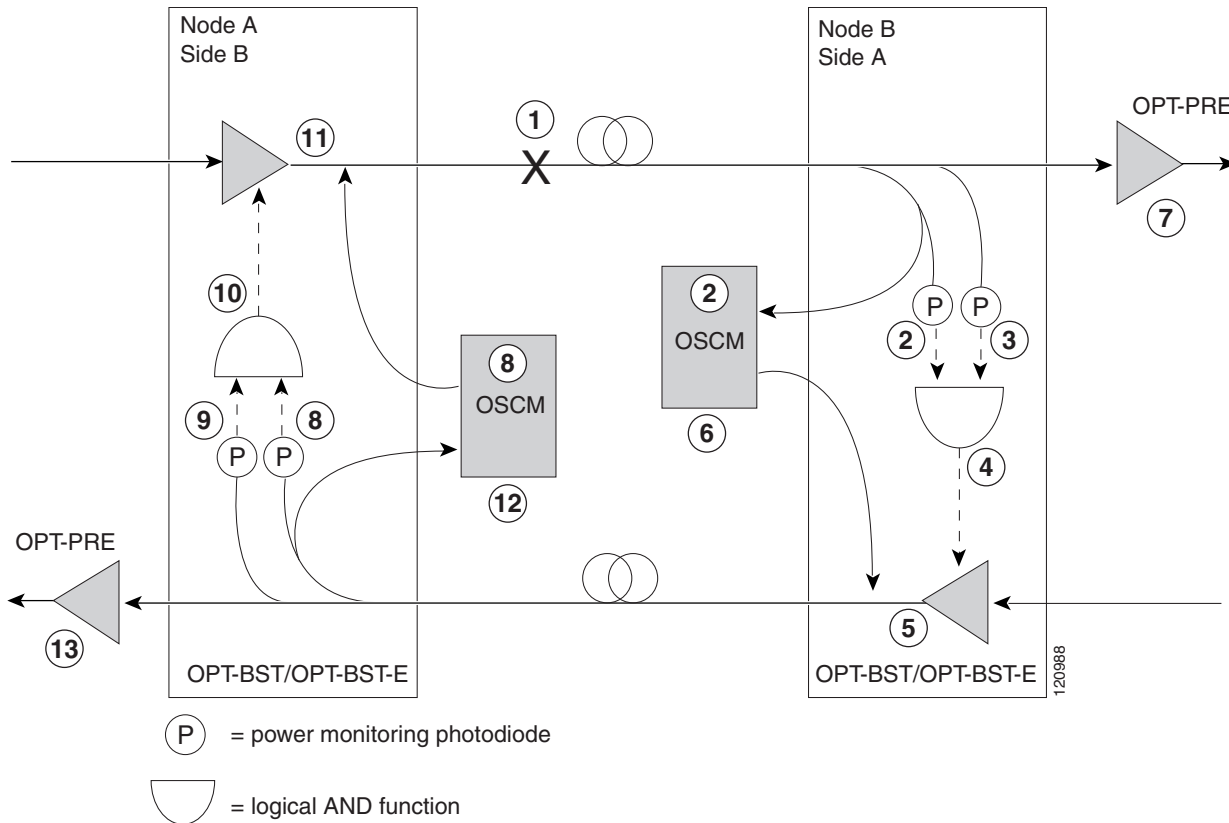 Node A
Side B
Node B
Side A
OPT-PRE
1
11
7
10
2
OSCM
P
P
2
3
8
OSCM
9
8
P
P
6
4
12
OPT-PRE
13
5
OPT-BST/OPT-BST-E
OPT-BST/OPT-BST-E
120988
P = power monitoring photodiode
= logical AND function